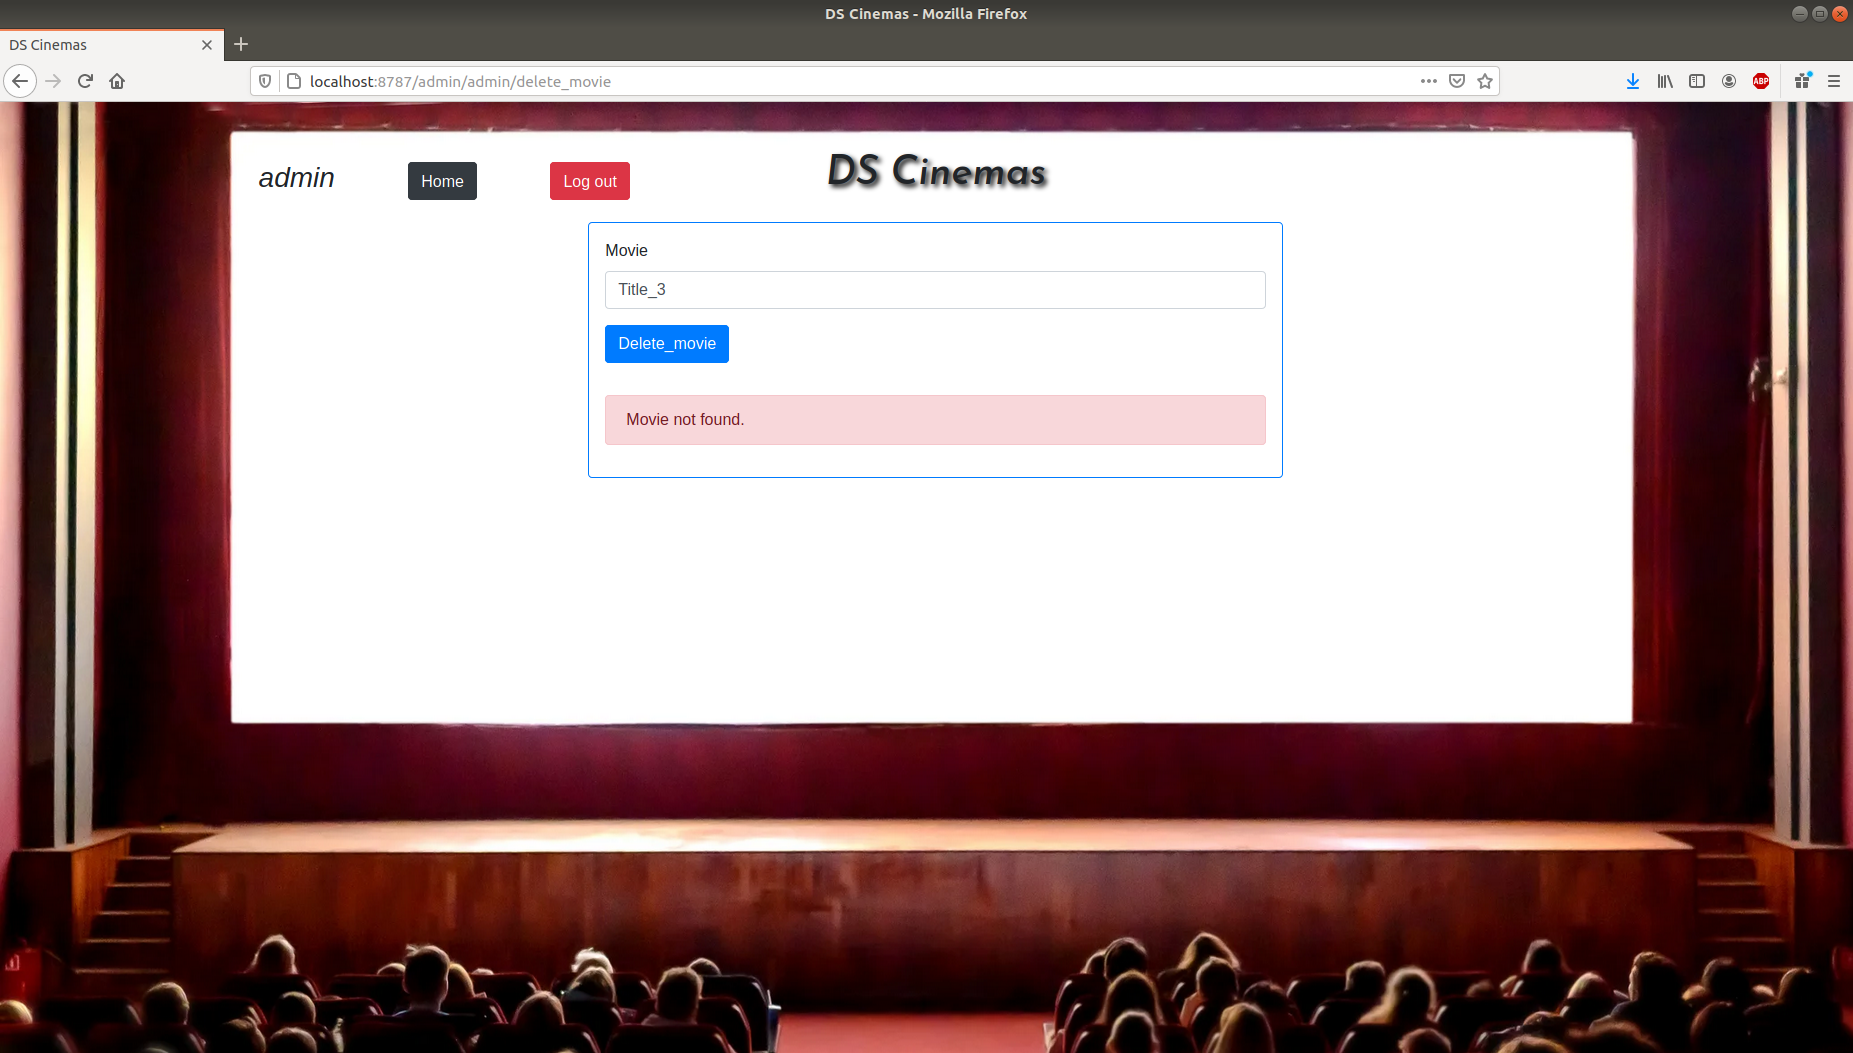 DS Cinemas - Mozilla Firefox
DS Cinemas
localhost:8787/admin/admin/delete_movie
ABP
admin
Home
Log out
DS Cinemas
Movie
Title_3
Delete_movie
Movie not found.